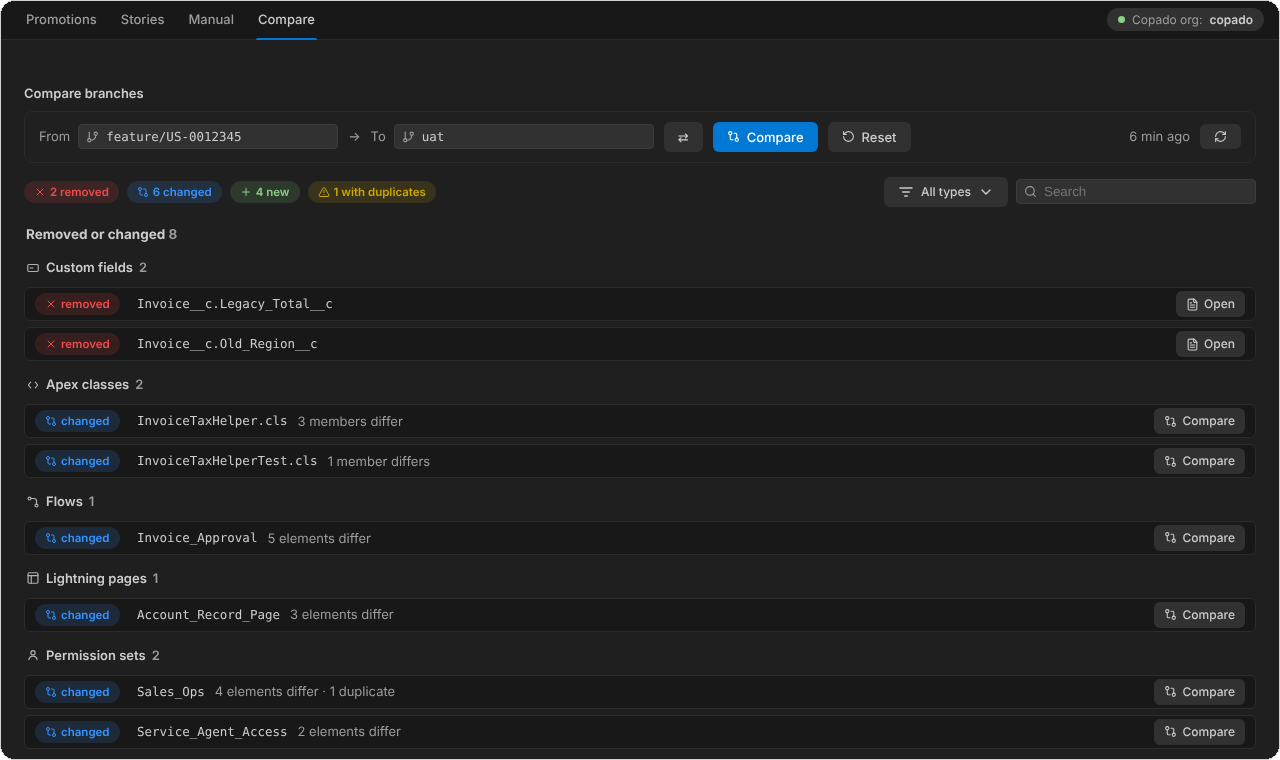 Promotions Stories Manual Compare Copado org: copado
Compare branches
From feature/US-0012345 → To uat ⇄ Compare Reset 6 min ago
2 removed 6 changed + 4 new 1 with duplicates All types Search
Removed or changed 8
Custom fields 2
removed Invoice__c.Legacy_Total__c Open
removed Invoice__c.Old_Region__c Open
Apex classes 2
changed InvoiceTaxHelper.cls 3 members differ Compare
changed InvoiceTaxHelperTest.cls 1 member differs Compare
Flows 1
changed Invoice_Approval 5 elements differ Compare
Lightning pages 1
changed Account_Record_Page 3 elements differ Compare
Permission sets 2
changed Sales_Ops 4 elements differ · 1 duplicate Compare
changed Service_Agent_Access 2 elements differ Compare